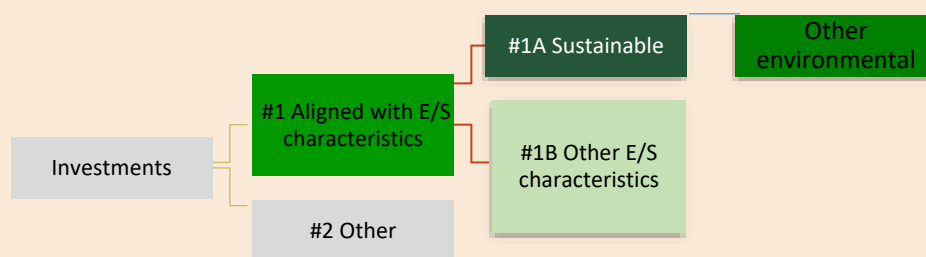 #1A Sustainable
Other
environmental
#1 Aligned with E/S
characteristics
#1B Other E/S
characteristics
Investments
#2 Other